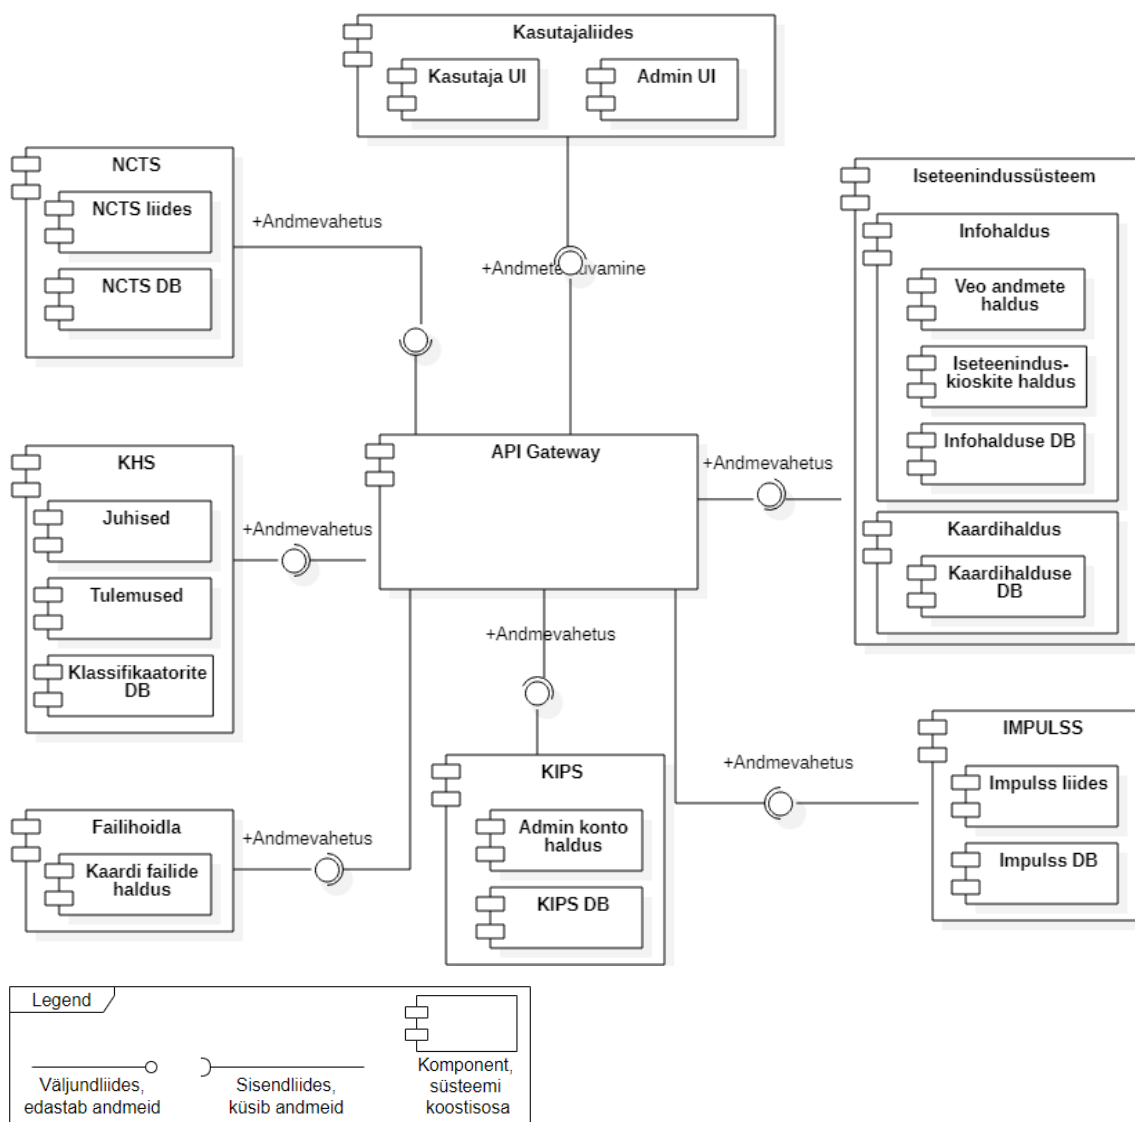 Kasutajaliides
Kasutaja UI
Admin UI
NCTS
NCTS liides
NCTS DB
+Andmevahetus
+Andmete kuvamine
Iseteenindussüsteem
Infohaldus
Veo andmete
haldus
Iseteenindus-
kioskite haldus
Infohalduse DB
Kaardihaldus
Kaardihalduse
DB
API Gateway
+Andmevahetus
KHS
Juhised
Tulemused
Klassifikaatorite
DB
+Andmevahetus
+Andmevahetus
Failihoidla
Kaardi failide
haldus
+Andmevahetus
KIPS
Admin konto
haldus
KIPS DB
+Andmevahetus
IMPULSS
Impulss liides
Impulss DB
Legend
Väljundliides,
edastab andmeid
Sisendliides,
küsib andmeid
Komponent,
süsteemi
koostisosa